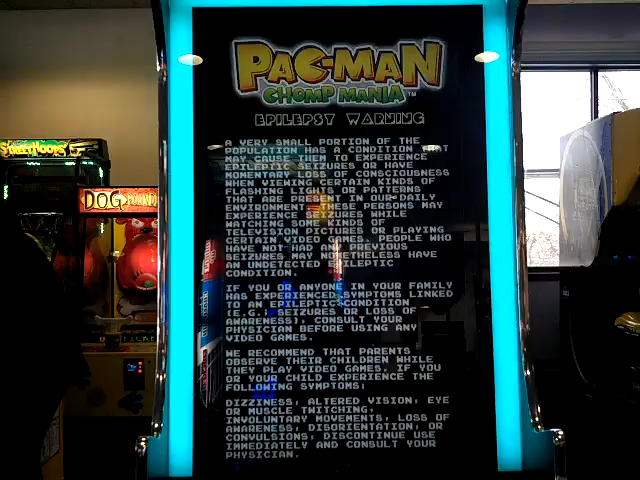 PAC-MAN
CHOMP MANIA™
EPILEPSY WARNING
A VERY SMALL PORTION OF THE
POPULATION HAS A CONDITION THAT
MAY CAUSE THEM TO EXPERIENCE
EPILEPTIC SEIZURES OR HAVE
MOMENTARY LOSS OF CONSCIOUSNESS
WHEN VIEWING CERTAIN KINDS OF
FLASHING LIGHTS OR PATTERNS
THAT ARE PRESENT IN OUR DAILY
ENVIRONMENT. THESE PERSONS MAY
EXPERIENCE SEIZURES WHILE
WATCHING SOME KINDS OF
TELEVISION PICTURES OR PLAYING
CERTAIN VIDEO GAMES. PEOPLE WHO
HAVE NOT HAD ANY PREVIOUS
SEIZURES MAY NONETHELESS HAVE
AN UNDETECTED EPILEPTIC
CONDITION.
IF YOU OR ANYONE IN YOUR FAMILY
HAS EXPERIENCED SYMPTOMS LINKED
TO AN EPILEPTIC CONDITION
(E.G., SEIZURES OR LOSS OF
AWARENESS), CONSULT YOUR
PHYSICIAN BEFORE USING ANY
VIDEO GAMES.
WE RECOMMEND THAT PARENTS
OBSERVE THEIR CHILDREN WHILE
THEY PLAY VIDEO GAMES. IF YOU
OR YOUR CHILD EXPERIENCE THE
FOLLOWING SYMPTOMS:
DIZZINESS, ALTERED VISION, EYE
OR MUSCLE TWITCHING,
INVOLUNTARY MOVEMENTS, LOSS OF
AWARENESS, DISORIENTATION, OR
CONVULSIONS, DISCONTINUE USE
IMMEDIATELY AND CONSULT YOUR
PHYSICIAN.
STREET HOOPS
DOG POUND